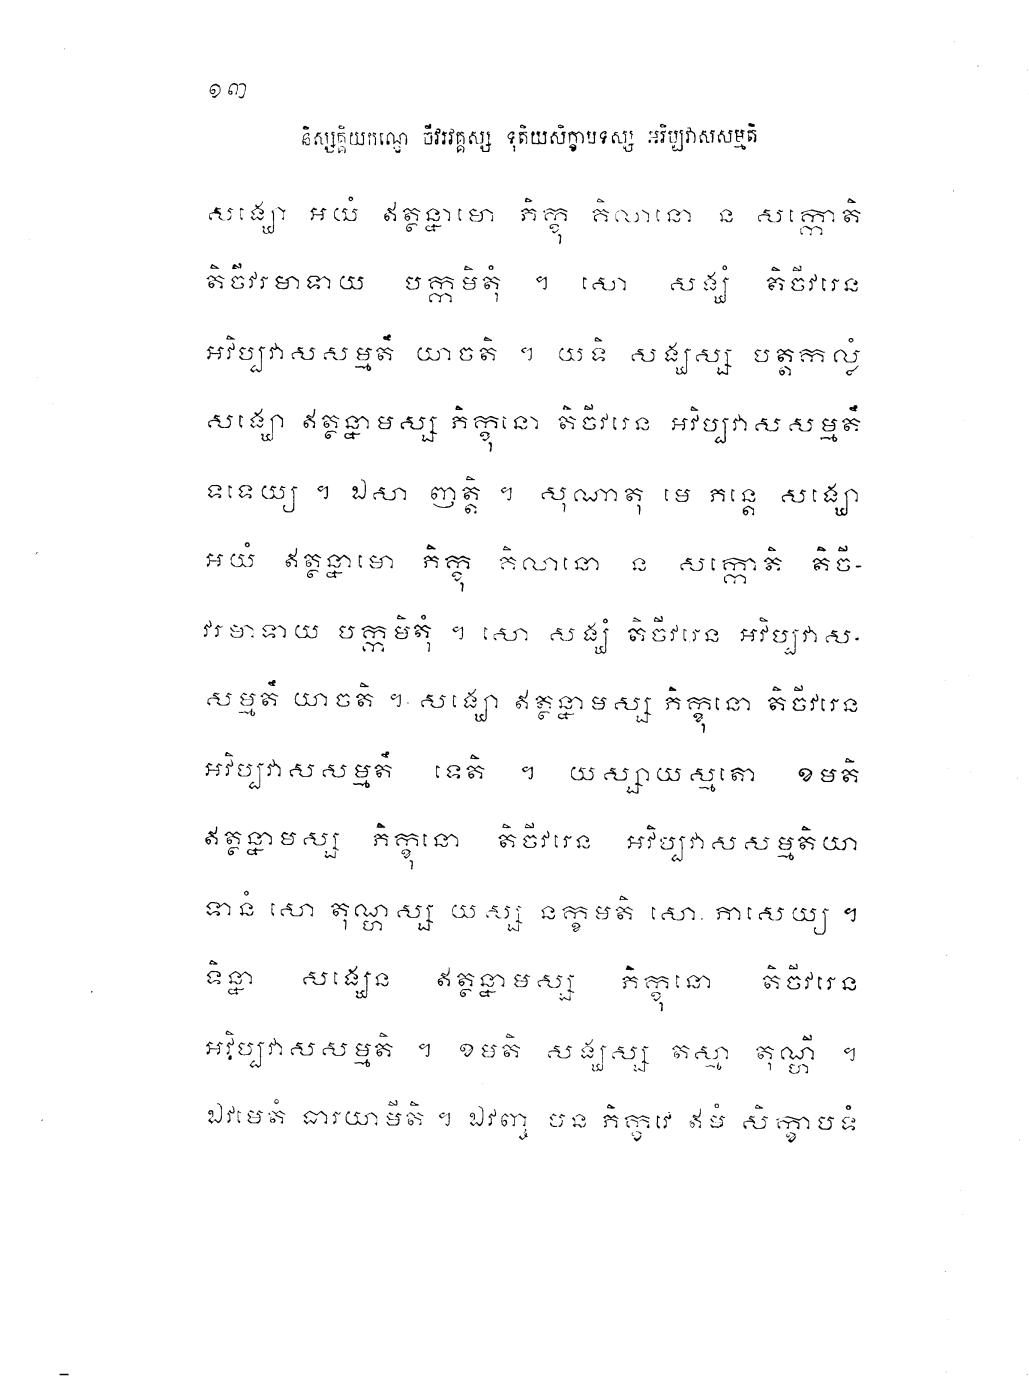 ១៣
និស្សគ្គិយកណ្ឌេ ចីវរវគ្គស្ស ទុតិយសិក្ខាបទស្ស អវិប្បវាសសម្មតិ
សង្ឃោ អយំ ឥត្ថន្នាមោ ភិក្ខុ គិលានោ ន សក្កោតិ
តិចីវរមាទាយ បក្កមិតុំ ។ សោ សង្ឃំ តិចីវរេន
អវិប្បវាសសម្មតឹ យាចតិ ។ យទិ សង្ឃស្ស បត្តកល្លំ
សង្ឃោ ឥត្ថន្នាមស្ស ភិក្ខុនោ តិចីវរេន អវិប្បវាសសម្មតឹ
ទទេយ្យ ។ ឯសា ញត្តិ ។ សុណាតុ មេ ភន្តេ សង្ឃោ
អយំ ឥត្ថន្នាមោ ភិក្ខុ គិលានោ ន សក្កោតិ តិចី-
វរមាទាយ បក្កមិតុំ ។ សោ សង្ឃំ តិចីវរេន អវិប្បវាស-
សម្មតឹ យាចតិ ។ សង្ឃោ ឥត្ថន្នាមស្ស ភិក្ខុនោ តិចីវរេន
អវិប្បវាសសម្មតឹ ទេតិ ។ យស្សាយស្មតោ ខមតិ
ឥត្ថន្នាមស្ស ភិក្ខុនោ តិចីវរេន អវិប្បវាសសម្មតិយា
ទានំ សោ តុណ្ហស្ស យស្ស នក្ខមតិ សោ ភាសេយ្យ ។
ទិន្នា សង្ឃេន ឥត្ថន្នាមស្ស ភិក្ខុនោ តិចីវរេន
អវិប្បវាសសម្មតិ ។ ខមតិ សង្ឃស្ស តស្មា តុណ្ហី ។
ឯវមេតំ ធារយាមីតិ ។ ឯវញ្ច បន ភិក្ខវេ ឥមំ សិក្ខាបទំ